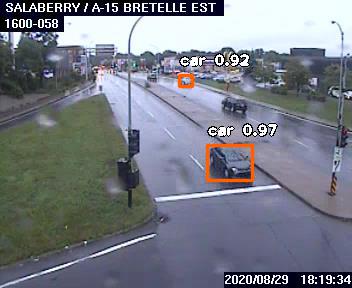 SALABERRY / A-15 BRETELLE EST
1600-058
car 0.92
car 0.97
2020/08/29 18:19:34